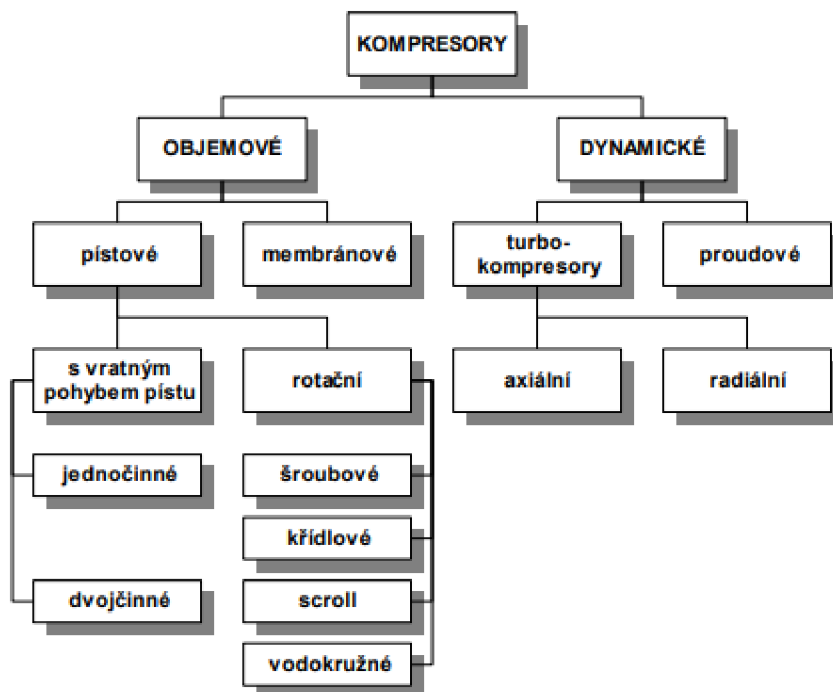 KOMPRESORY
OBJEMOVÉ
DYNAMICKÉ
pístové
membránové
turbo-
kompresory
proudové
s vratným
pohybem pístu
rotační
axiální
radiální
jednočinné
šroubové
křídlové
dvojčinné
scroll
vodokružné